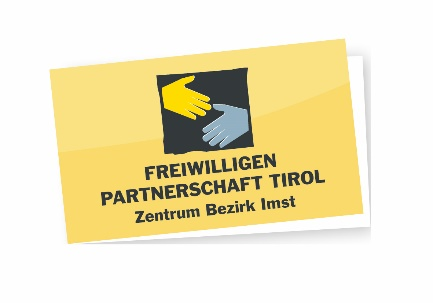 FREIWILLIGEN
PARTNERSCHAFT TIROL
Zentrum Bezirk Imst